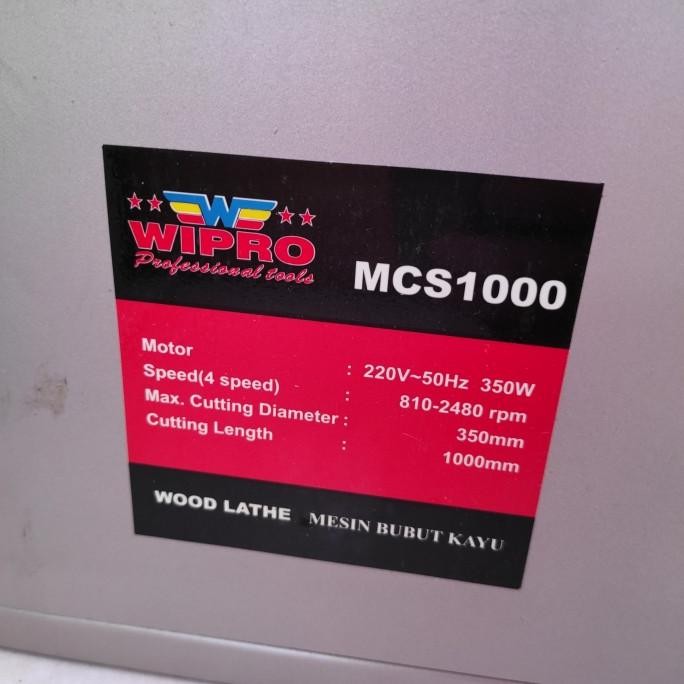 W
WIPRO
Professional tools
MCS1000
Motor : 220V~50Hz 350W
Speed(4 speed) : 810-2480 rpm
Max. Cutting Diameter : 350mm
Cutting Length : 1000mm
WOOD LATHE MESIN BUBUT KAYU